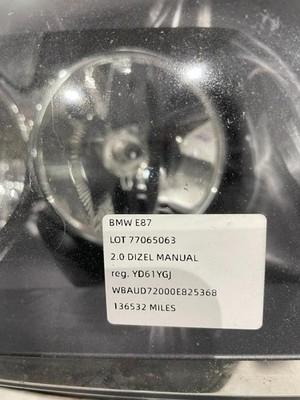 BMW E87
LOT 77065063
2.0 DIZEL MANUAL
reg. YD61YGJ
WBAUD72000E825368
136532 MILES